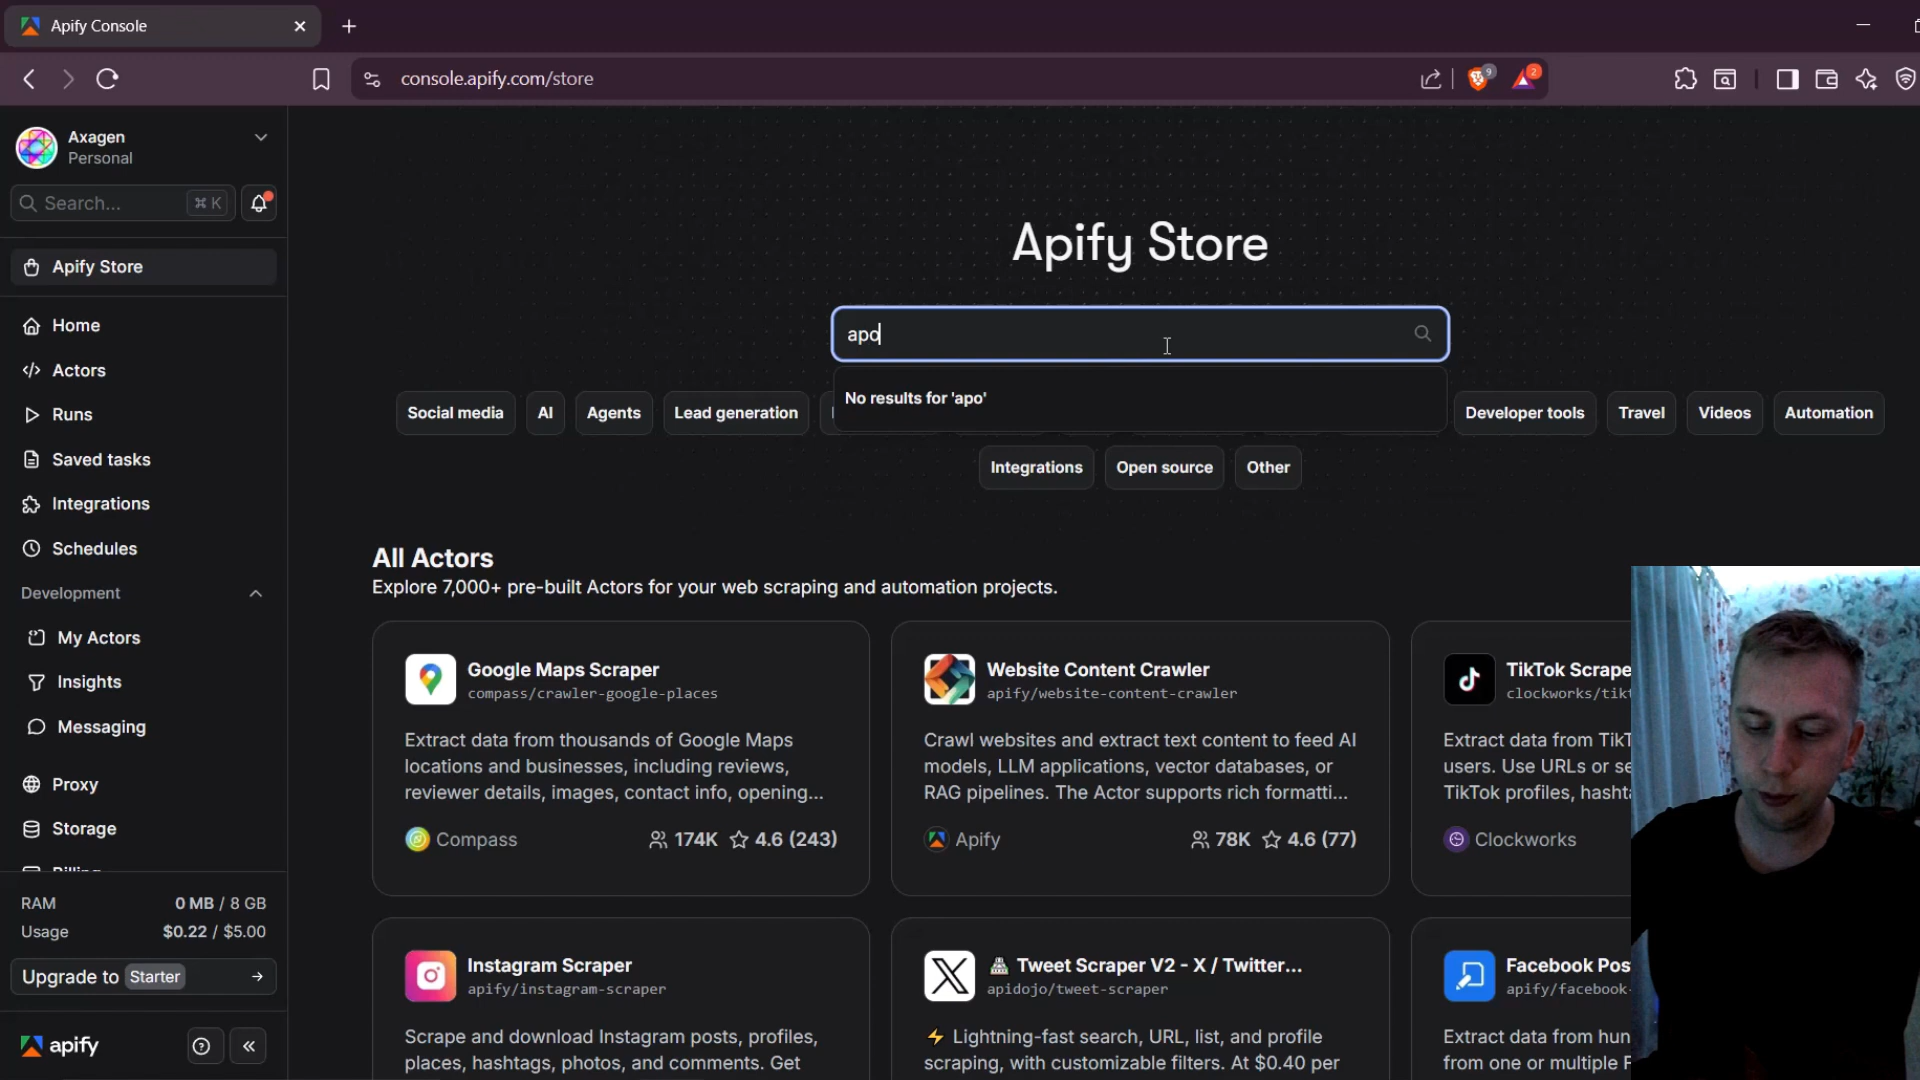 Apify Console
console.apify.com/store
9
2
Axagen
Personal
Search...
⌘ K
Apify Store
Home
Actors
Runs
Saved tasks
Integrations
Schedules
Development
My Actors
Insights
Messaging
Proxy
Storage
Billing
RAM 0 MB / 8 GB
Usage $0.22 / $5.00
Upgrade to Starter
apify
Apify Store
apo
No results for 'apo'
Social media
AI
Agents
Lead generation
Developer tools
Travel
Videos
Automation
Integrations
Open source
Other
All Actors
Explore 7,000+ pre-built Actors for your web scraping and automation projects.
Google Maps Scraper
compass/crawler-google-places
Extract data from thousands of Google Maps
locations and businesses, including reviews,
reviewer details, images, contact info, opening...
Compass 174K 4.6 (243)
Website Content Crawler
apify/website-content-crawler
Crawl websites and extract text content to feed AI
models, LLM applications, vector databases, or
RAG pipelines. The Actor supports rich formatti...
Apify 78K 4.6 (77)
TikTok Scrape
clockworks/tikt
Extract data from TikT
users. Use URLs or se
TikTok profiles, hasht
Clockworks
Instagram Scraper
apify/instagram-scraper
Scrape and download Instagram posts, profiles,
places, hashtags, photos, and comments. Get
Tweet Scraper V2 - X / Twitter...
apidojo/tweet-scraper
⚡ Lightning-fast search, URL, list, and profile
scraping, with customizable filters. At $0.40 per
Facebook Pos
apify/facebook-
Extract data from hun
from one or multiple F